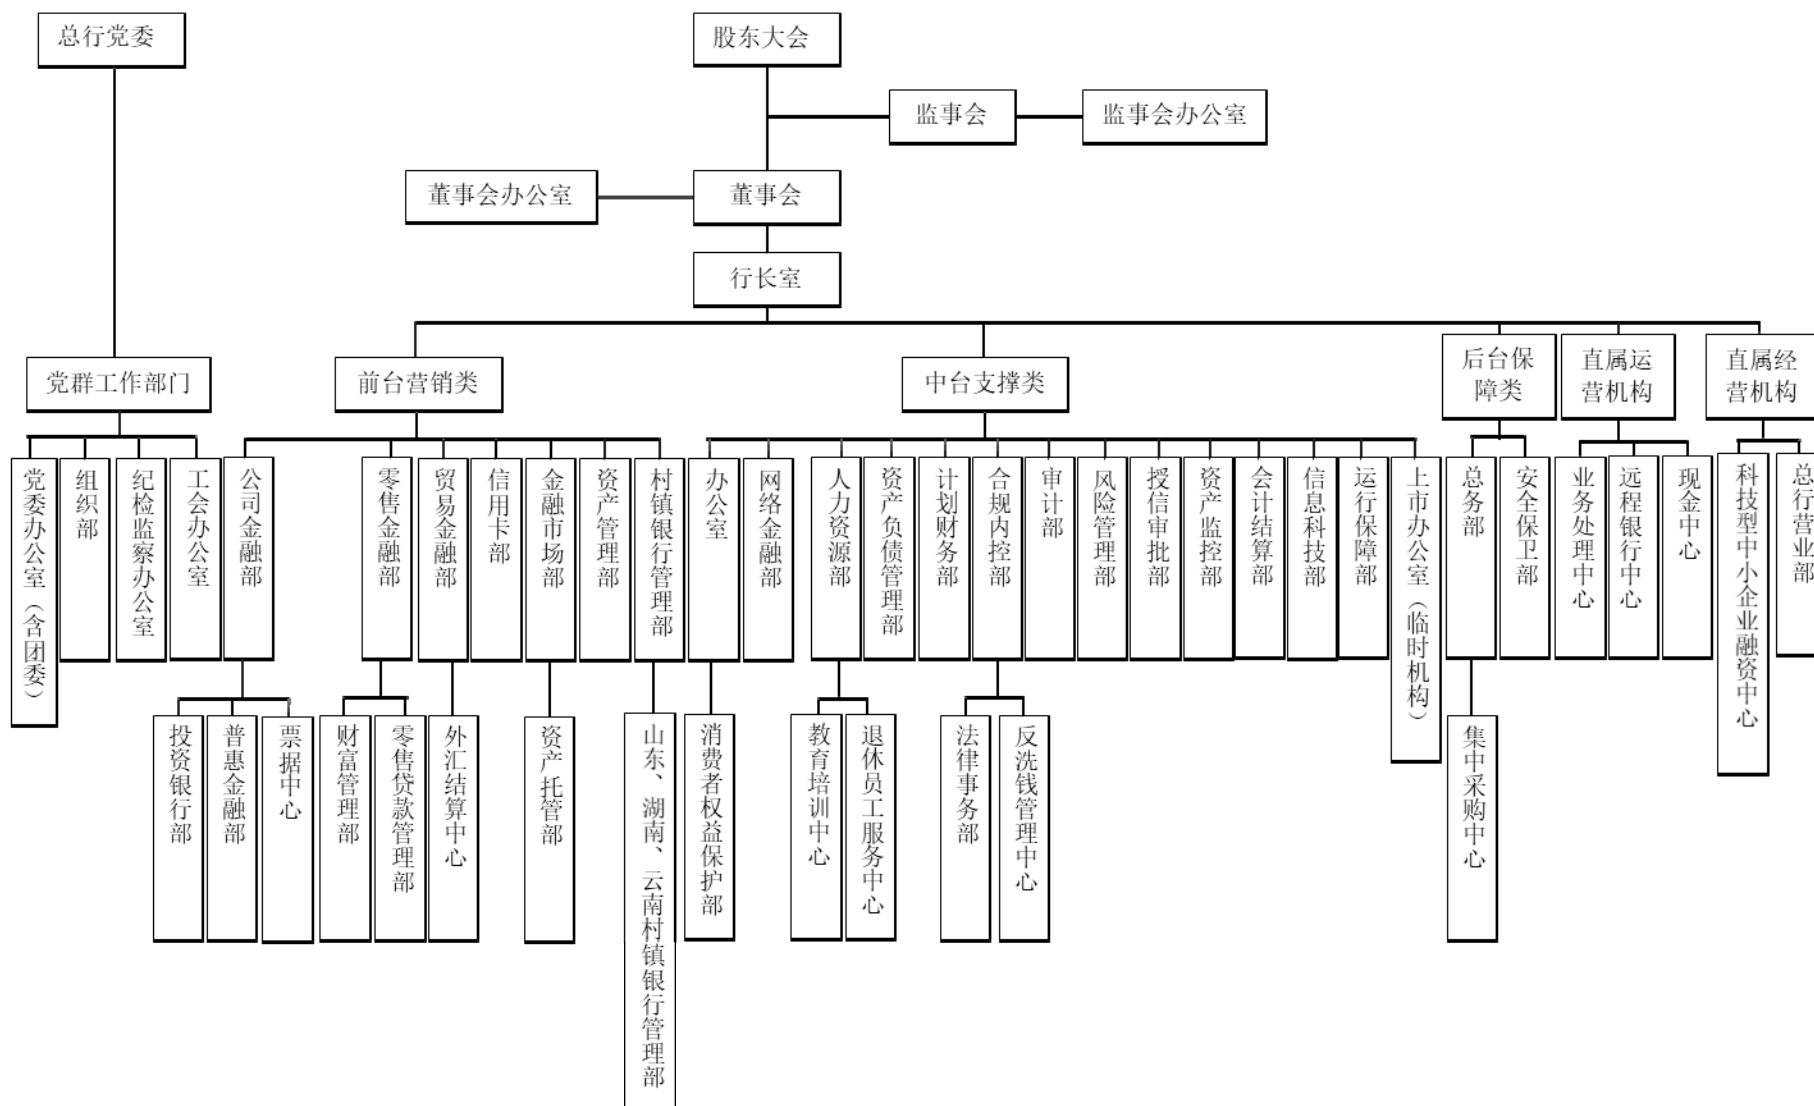 总行党委
股东大会
监事会
监事会办公室
董事会办公室
董事会
行长室
党群工作部门
前台营销类
中台支撑类
后台保
障类
直属运
营机构
直属经
营机构
党委办公室（含团委）
组织部
纪检监察办公室
工会办公室
公司金融部
零售金融部
贸易金融部
信用卡部
金融市场部
资产管理部
村镇银行管理部
办公室
网络金融部
人力资源部
资产负债管理部
计划财务部
合规内控部
审计部
风险管理部
授信审批部
资产监控部
会计结算部
信息科技部
运行保障部
上市办公室（临时机构）
总务部
安全保卫部
业务处理中心
远程银行中心
现金中心
科技型中小企业融资中心
总行营业部
投资银行部
普惠金融部
票据中心
财富管理部
零售贷款管理部
外汇结算中心
资产托管部
山东、湖南、云南村镇银行管理部
消费者权益保护部
教育培训中心
退休员工服务中心
法律事务部
反洗钱管理中心
集中采购中心